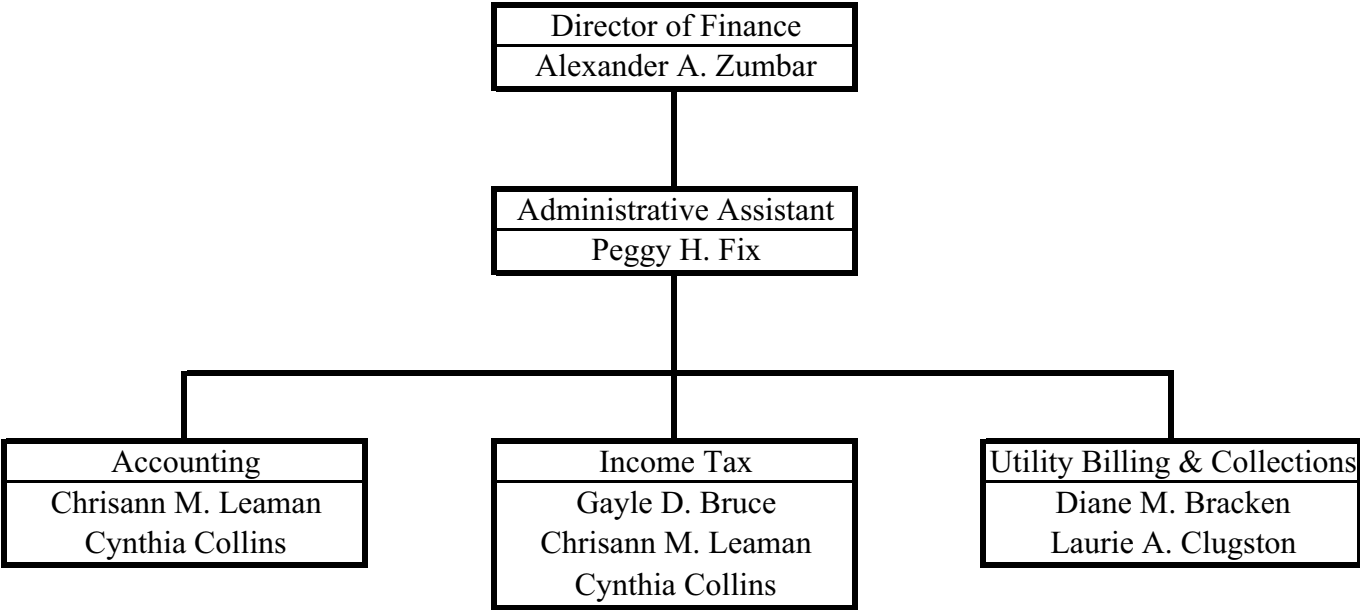 Director of Finance
Alexander A. Zumbar
Administrative Assistant
Peggy H. Fix
Accounting
Chrisann M. Leaman
Cynthia Collins
Income Tax
Gayle D. Bruce
Chrisann M. Leaman
Cynthia Collins
Utility Billing & Collections
Diane M. Bracken
Laurie A. Clugston